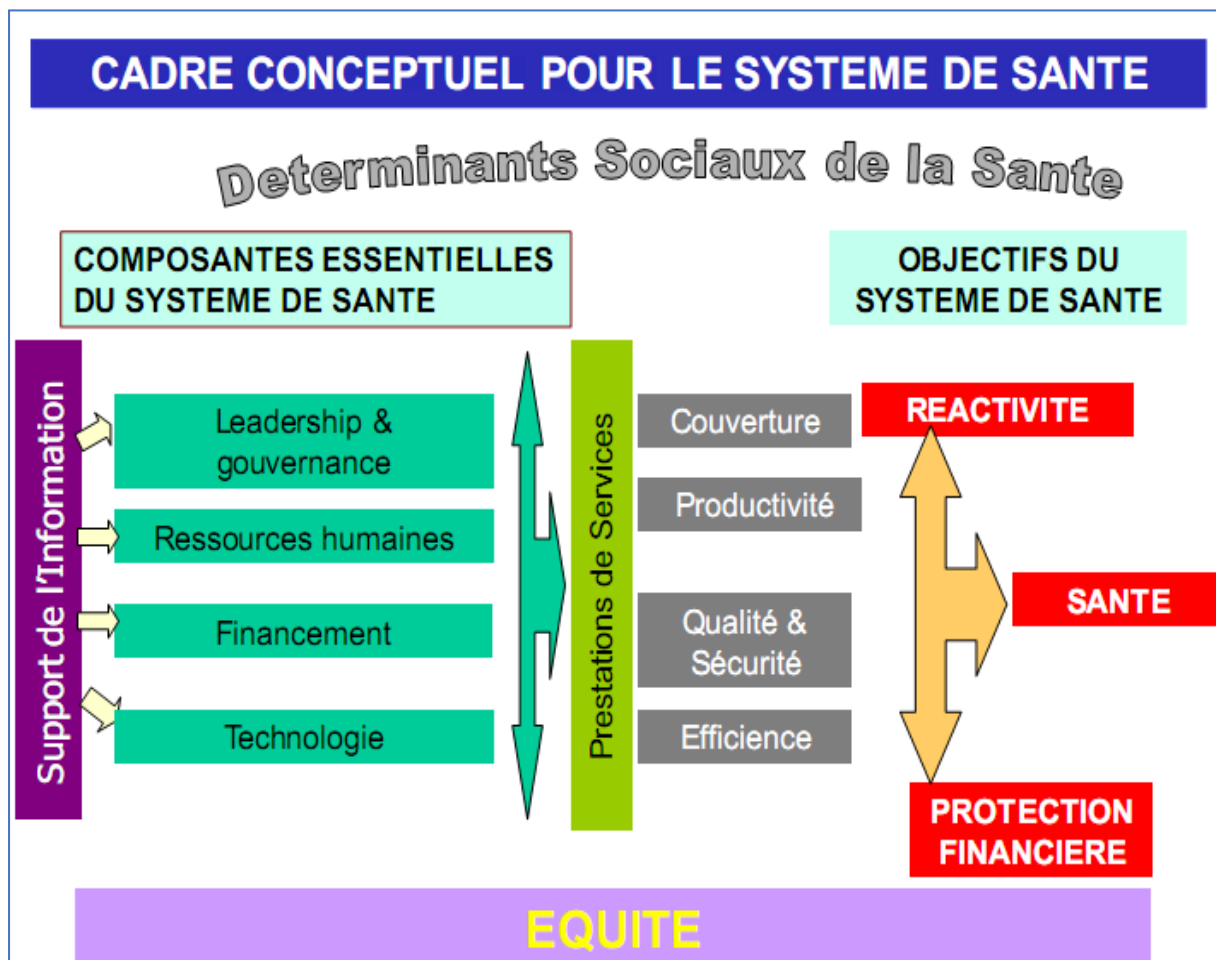 CADRE CONCEPTUEL POUR LE SYSTEME DE SANTE
Determinants Sociaux de la Sante
COMPOSANTES ESSENTIELLES
DU SYSTEME DE SANTE
OBJECTIFS DU
SYSTEME DE SANTE
Support de l'Information
Leadership &
gouvernance
Ressources humaines
Financement
Technologie
Prestations de Services
Couverture
Productivité
Qualité &
Sécurité
Efficience
REACTIVITE
SANTE
PROTECTION
FINANCIERE
EQUITE